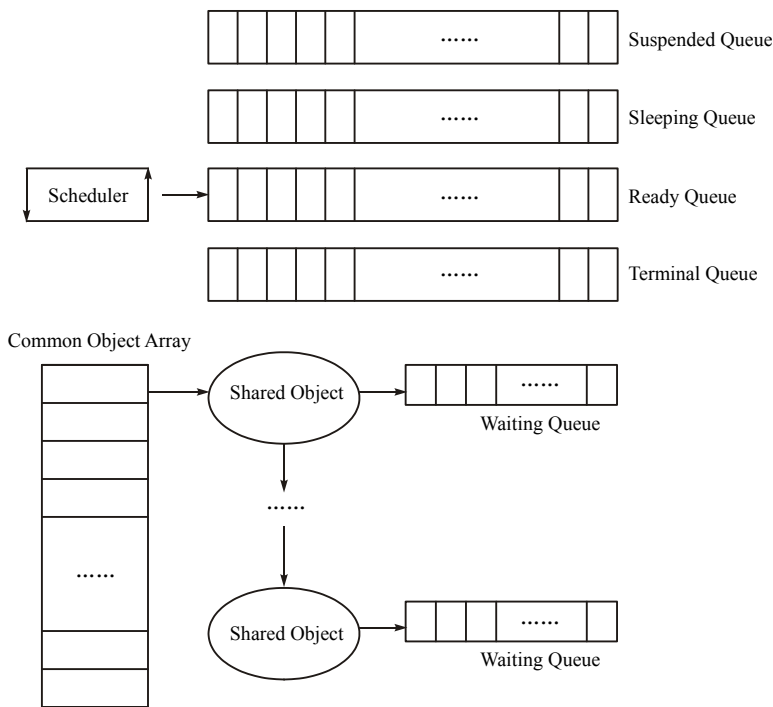 ……
Suspended Queue
……
Sleeping Queue
Scheduler
……
Ready Queue
……
Terminal Queue
Common Object Array
Shared Object
……
Waiting Queue
……
……
Shared Object
……
Waiting Queue